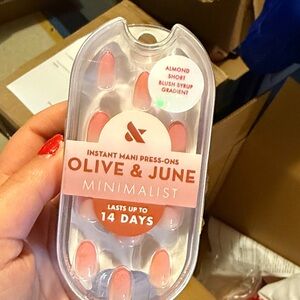 ALMOND
SHORT
BLUSH SYRUP
GRADIENT
&
INSTANT MANI PRESS-ONS
OLIVE & JUNE
MINIMALIST
LASTS UP TO
14 DAYS